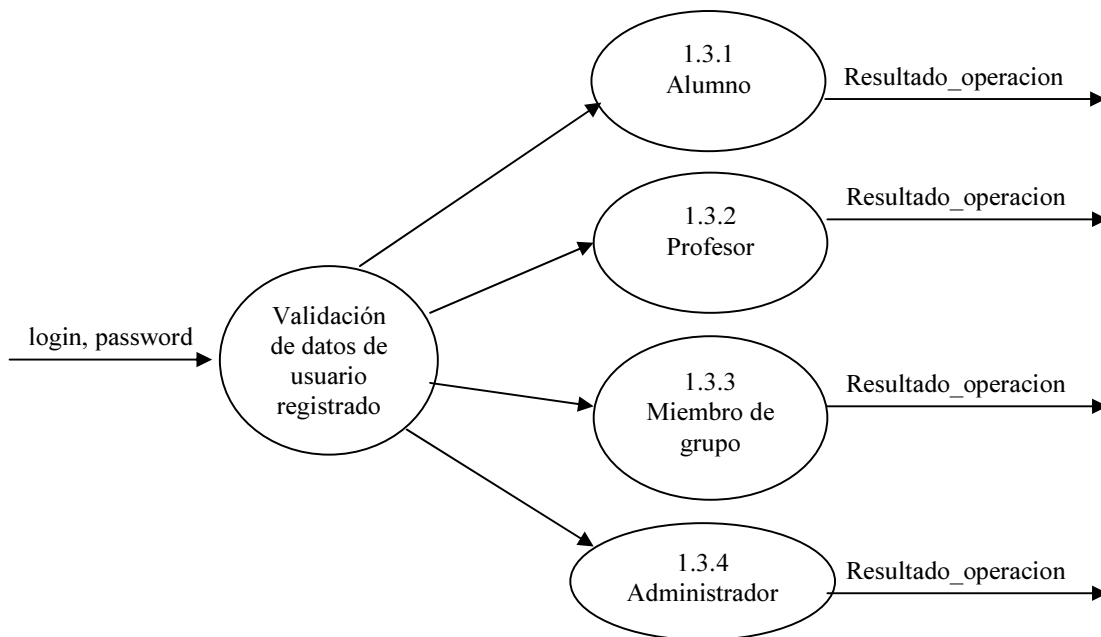 1.3.1
Alumno
Resultado_operacion
1.3.2
Profesor
Resultado_operacion
login, password
Validación
de datos de
usuario
registrado
1.3.3
Miembro de
grupo
Resultado_operacion
1.3.4
Administrador
Resultado_operacion